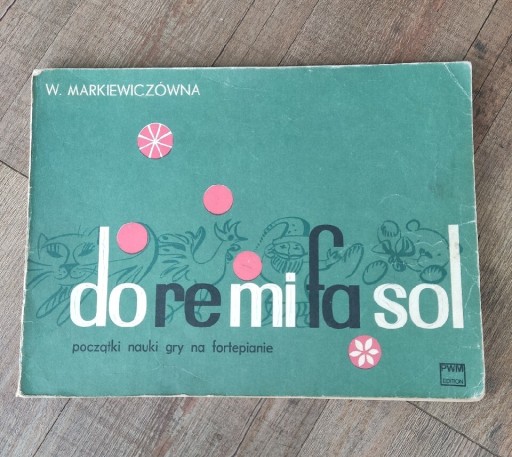 W. MARKIEWICZÓWNA
do re mi fa sol
początki nauki gry na fortepianie
PWM
EDITION